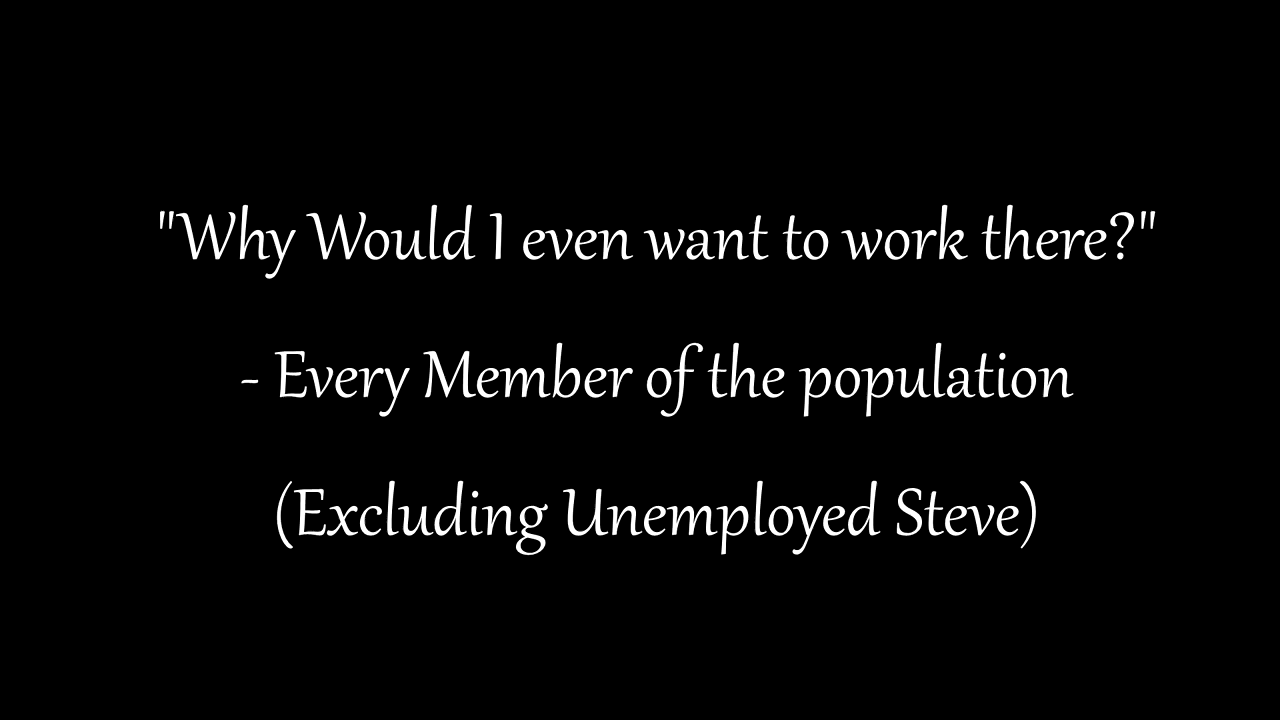 "Why Would I even want to work there?"
- Every Member of the population
(Excluding Unemployed Steve)